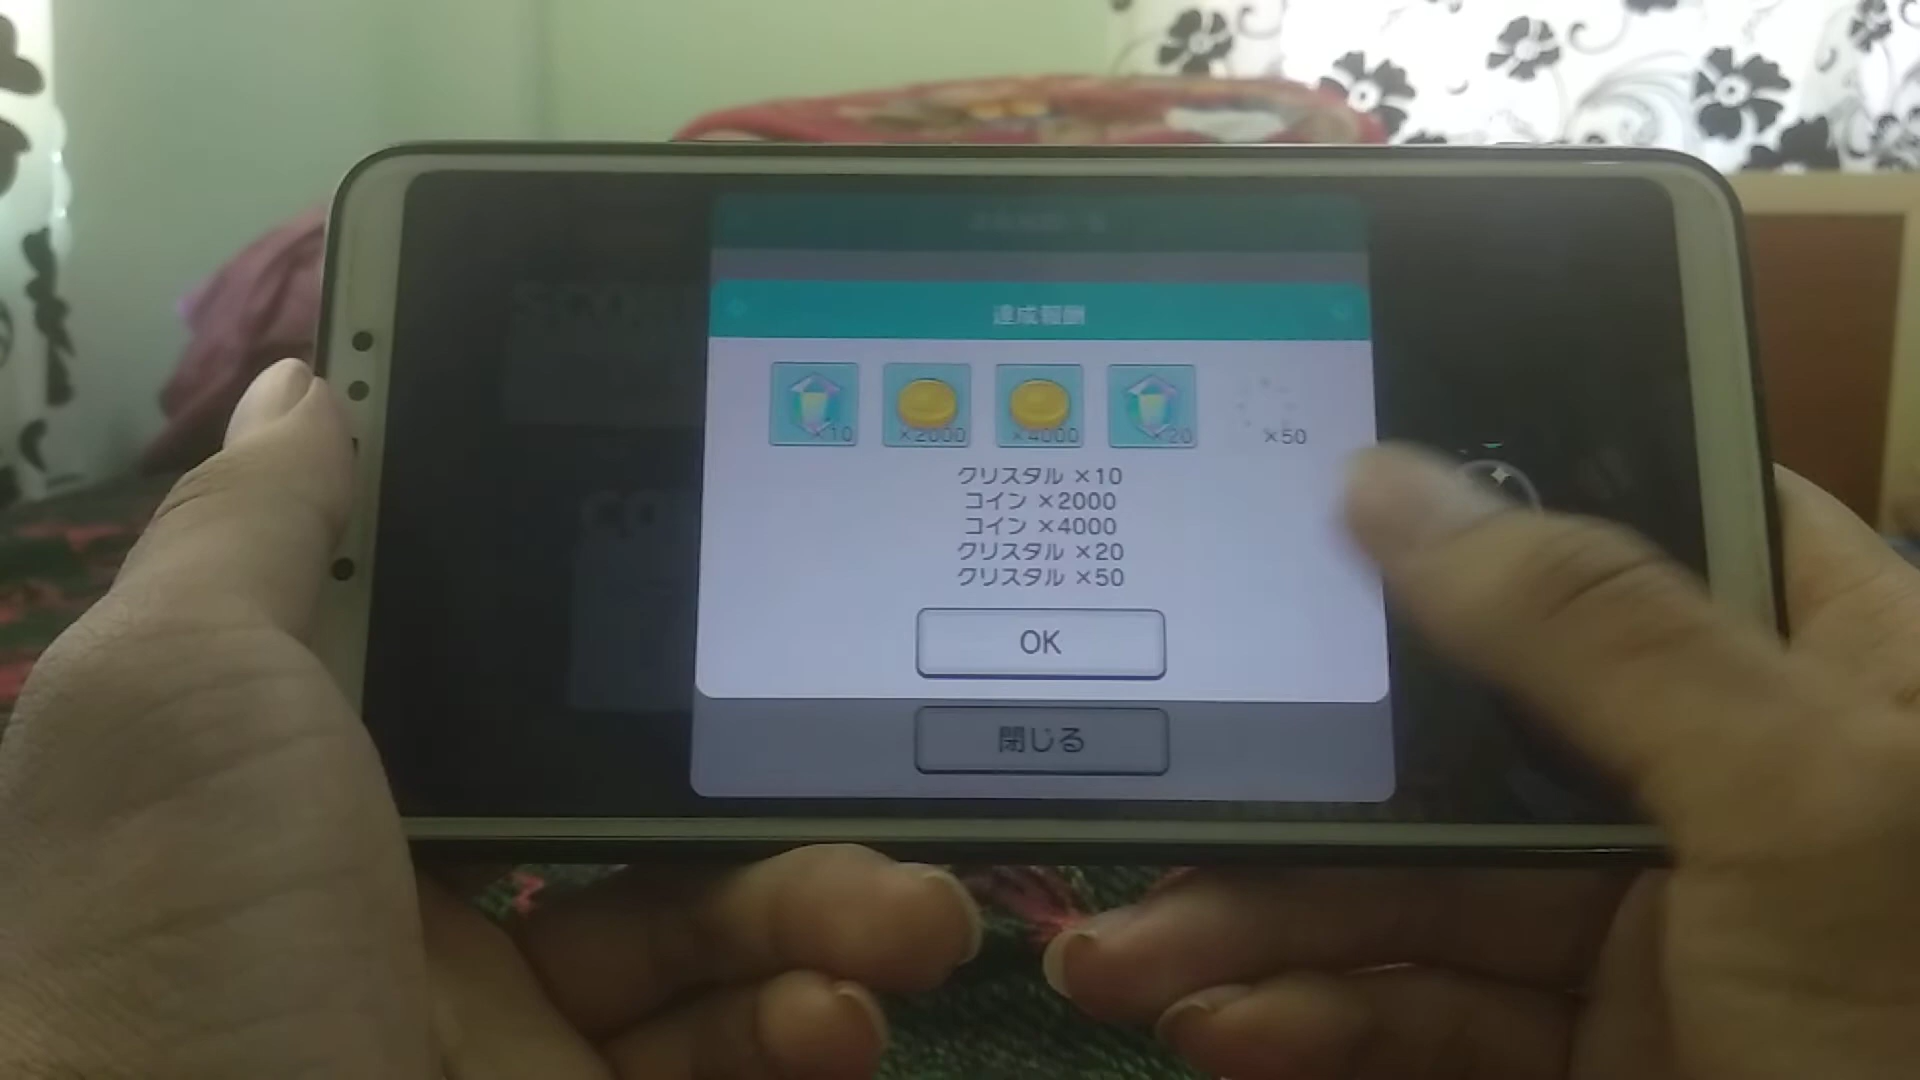 達成報酬
×10
×2000
×4000
×20
×50
クリスタル ×10
コイン ×2000
コイン ×4000
クリスタル ×20
クリスタル ×50
OK
閉じる